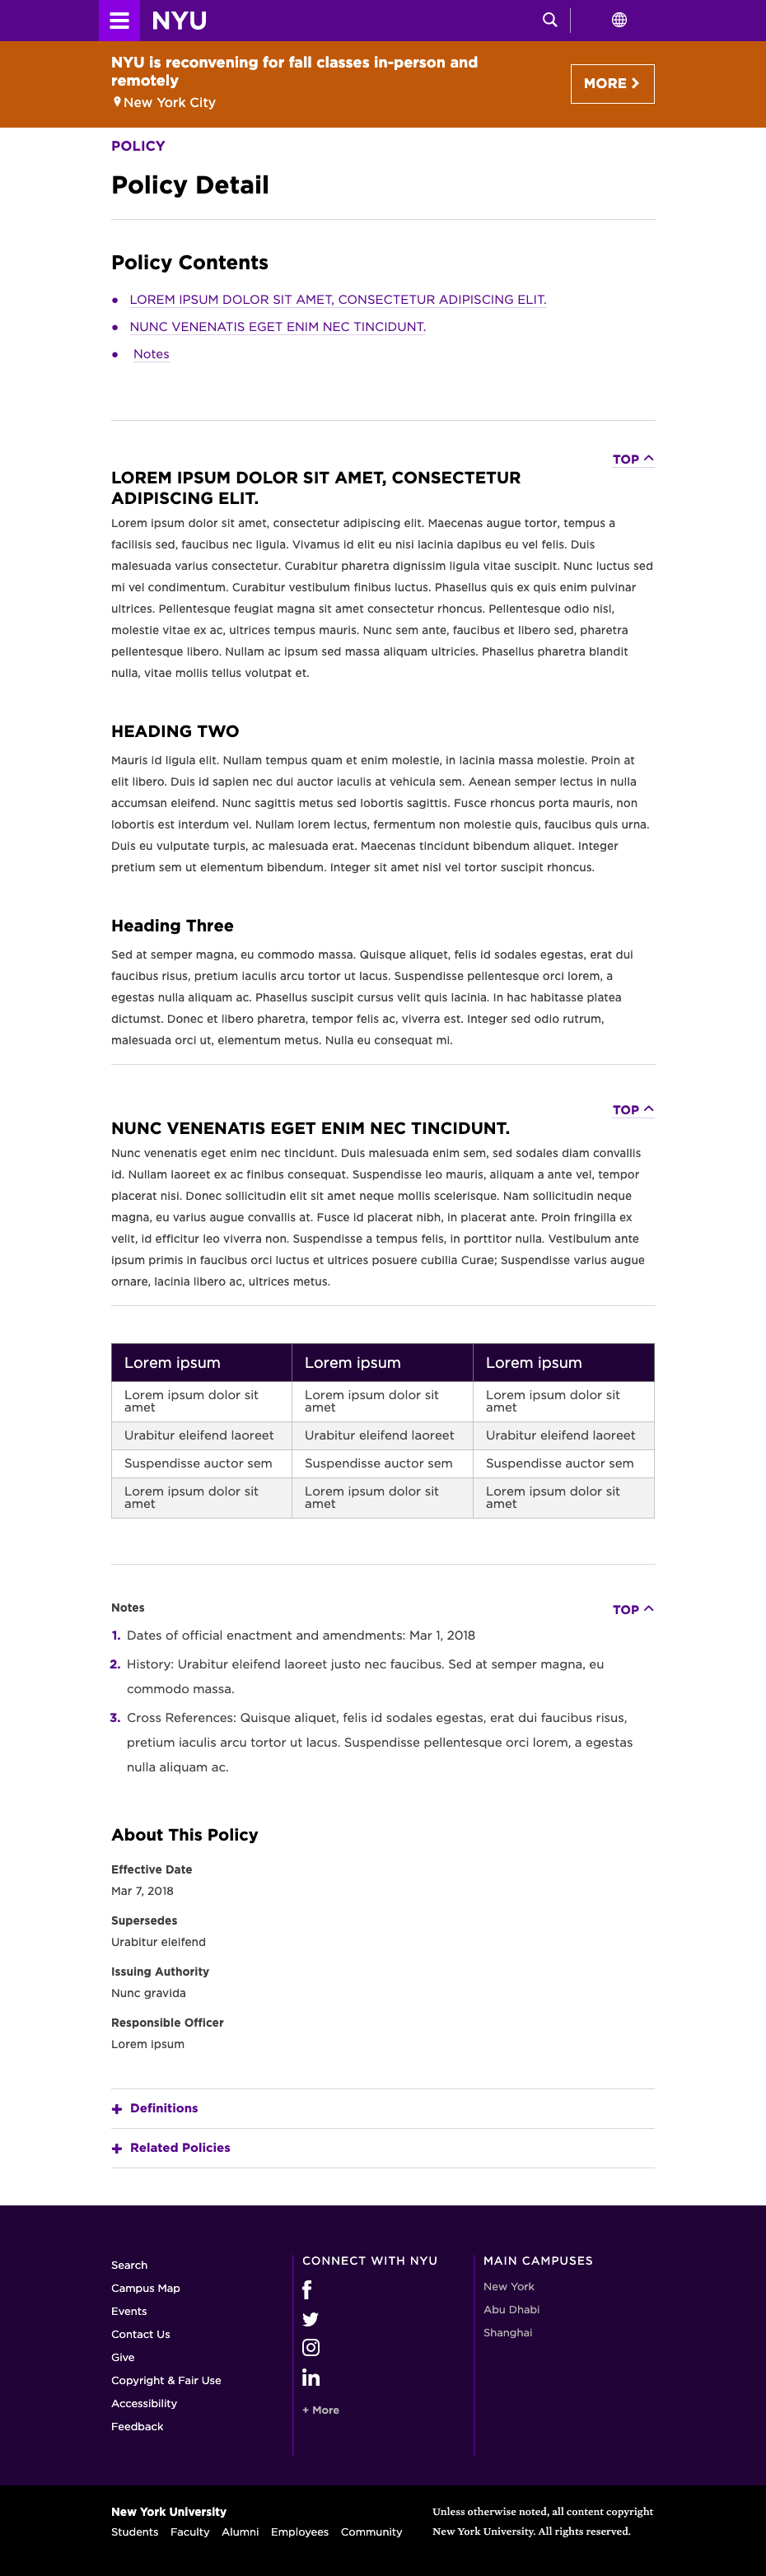 NYU
NYU is reconvening for fall classes in-person and
remotely
New York City
MORE
POLICY
Policy Detail
Policy Contents
LOREM IPSUM DOLOR SIT AMET, CONSECTETUR ADIPISCING ELIT.
NUNC VENENATIS EGET ENIM NEC TINCIDUNT.
Notes
TOP
LOREM IPSUM DOLOR SIT AMET, CONSECTETUR
ADIPISCING ELIT.
Lorem ipsum dolor sit amet, consectetur adipiscing elit. Maecenas augue tortor, tempus a
facilisis sed, faucibus nec ligula. Vivamus id elit eu nisi lacinia dapibus eu vel felis. Duis
malesuada varius consectetur. Curabitur pharetra dignissim ligula vitae suscipit. Nunc luctus sed
mi vel condimentum. Curabitur vestibulum finibus luctus. Phasellus quis ex quis enim pulvinar
ultrices. Pellentesque feugiat magna sit amet consectetur rhoncus. Pellentesque odio nisl,
molestie vitae ex ac, ultrices tempus mauris. Nunc sem ante, faucibus et libero sed, pharetra
pellentesque libero. Nullam ac ipsum sed massa aliquam ultricies. Phasellus pharetra blandit
nulla, vitae mollis tellus volutpat et.
HEADING TWO
Mauris id ligula elit. Nullam tempus quam et enim molestie, in lacinia massa molestie. Proin at
elit libero. Duis id sapien nec dui auctor iaculis at vehicula sem. Aenean semper lectus in nulla
accumsan eleifend. Nunc sagittis metus sed lobortis sagittis. Fusce rhoncus porta mauris, non
lobortis est interdum vel. Nullam lorem lectus, fermentum non molestie quis, faucibus quis urna.
Duis eu vulputate turpis, ac malesuada erat. Maecenas tincidunt bibendum aliquet. Integer
pretium sem ut elementum bibendum. Integer sit amet nisl vel tortor suscipit rhoncus.
Heading Three
Sed at semper magna, eu commodo massa. Quisque aliquet, felis id sodales egestas, erat dui
faucibus risus, pretium iaculis arcu tortor ut lacus. Suspendisse pellentesque orci lorem, a
egestas nulla aliquam ac. Phasellus suscipit cursus velit quis lacinia. In hac habitasse platea
dictumst. Donec et libero pharetra, tempor felis ac, viverra est. Integer sed odio rutrum,
malesuada orci ut, elementum metus. Nulla eu consequat mi.
TOP
NUNC VENENATIS EGET ENIM NEC TINCIDUNT.
Nunc venenatis eget enim nec tincidunt. Duis malesuada enim sem, sed sodales diam convallis
id. Nullam laoreet ex ac finibus consequat. Suspendisse leo mauris, aliquam a ante vel, tempor
placerat nisi. Donec sollicitudin elit sit amet neque mollis scelerisque. Nam sollicitudin neque
magna, eu varius augue convallis at. Fusce id placerat nibh, in placerat ante. Proin fringilla ex
velit, id efficitur leo viverra non. Suspendisse a tempus felis, in porttitor nulla. Vestibulum ante
ipsum primis in faucibus orci luctus et ultrices posuere cubilia Curae; Suspendisse varius augue
ornare, lacinia libero ac, ultrices metus.
Lorem ipsum Lorem ipsum Lorem ipsum
Lorem ipsum dolor sit Lorem ipsum dolor sit Lorem ipsum dolor sit
amet amet amet
Urabitur eleifend laoreet Urabitur eleifend laoreet Urabitur eleifend laoreet
Suspendisse auctor sem Suspendisse auctor sem Suspendisse auctor sem
Lorem ipsum dolor sit Lorem ipsum dolor sit Lorem ipsum dolor sit
amet amet amet
Notes
TOP
1. Dates of official enactment and amendments: Mar 1, 2018
2. History: Urabitur eleifend laoreet justo nec faucibus. Sed at semper magna, eu
commodo massa.
3. Cross References: Quisque aliquet, felis id sodales egestas, erat dui faucibus risus,
pretium iaculis arcu tortor ut lacus. Suspendisse pellentesque orci lorem, a egestas
nulla aliquam ac.
About This Policy
Effective Date
Mar 7, 2018
Supersedes
Urabitur eleifend
Issuing Authority
Nunc gravida
Responsible Officer
Lorem ipsum
Definitions
Related Policies
Search
Campus Map
Events
Contact Us
Give
Copyright & Fair Use
Accessibility
Feedback
CONNECT WITH NYU
+ More
MAIN CAMPUSES
New York
Abu Dhabi
Shanghai
New York University
Students Faculty Alumni Employees Community
Unless otherwise noted, all content copyright
New York University. All rights reserved.